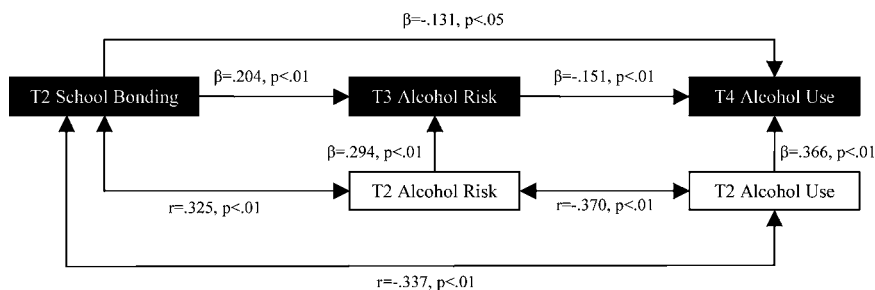 β=-.131, p<.05
β=.204, p<.01
β=-.151, p<.01
T2 School Bonding
T3 Alcohol Risk
T4 Alcohol Use
β=.294, p<.01
β=.366, p<.01
T2 Alcohol Risk
T2 Alcohol Use
r=.325, p<.01
r=-.370, p<.01
r=-.337, p<.01